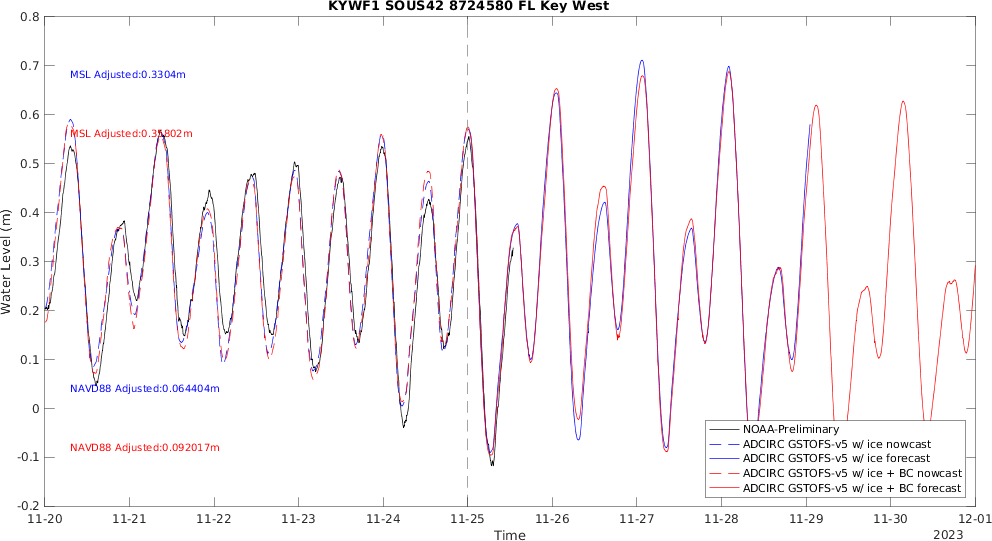 KYWF1 SOUS42 8724580 FL Key West
0.8
0.7
0.6
0.5
0.4
0.3
0.2
0.1
0
-0.1
-0.2
Water Level (m)
MSL Adjusted:0.3304m
NAVD88 Adjusted:0.064404m
NAVD88 Adjusted:0.092017m
NOAA-Preliminary
ADCIRC GSTOFS-v5 w/ ice nowcast
ADCIRC GSTOFS-v5 w/ ice forecast
ADCIRC GSTOFS-v5 w/ ice + BC nowcast
ADCIRC GSTOFS-v5 w/ ice + BC forecast
11-20 11-21 11-22 11-23 11-24 11-25 11-26 11-27 11-28 11-29 11-30 12-01
Time
2023